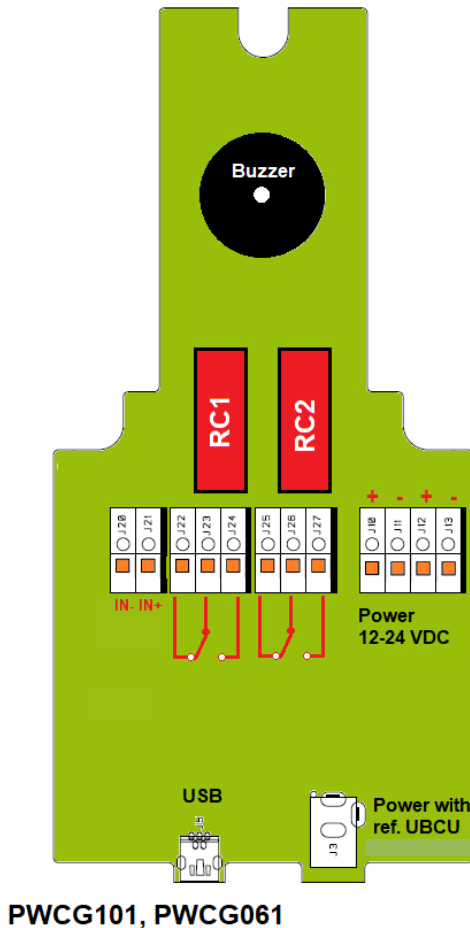 Buzzer
RC1
RC2
+ - + -
J20 J21 J22 J23 J24 J25 J26 J27 J10 J11 J12 J13
IN- IN+
Power
12-24 VDC
USB
J5
Power with
ref. UBCU
J3
PWCG101, PWCG061